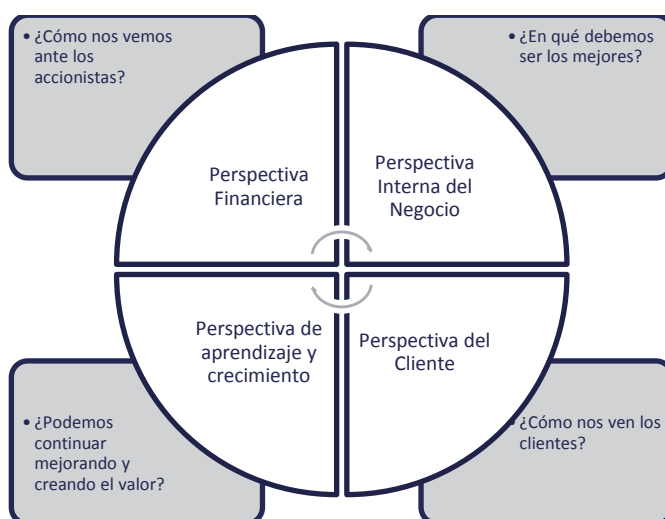 • ¿Cómo nos vemos
ante los
accionistas?
• ¿En qué debemos
ser los mejores?
Perspectiva
Financiera
Perspectiva
Interna del
Negocio
Perspectiva de
aprendizaje y
crecimiento
Perspectiva del
Cliente
• ¿Podemos
continuar
mejorando y
creando el valor?
• ¿Cómo nos ven los
clientes?